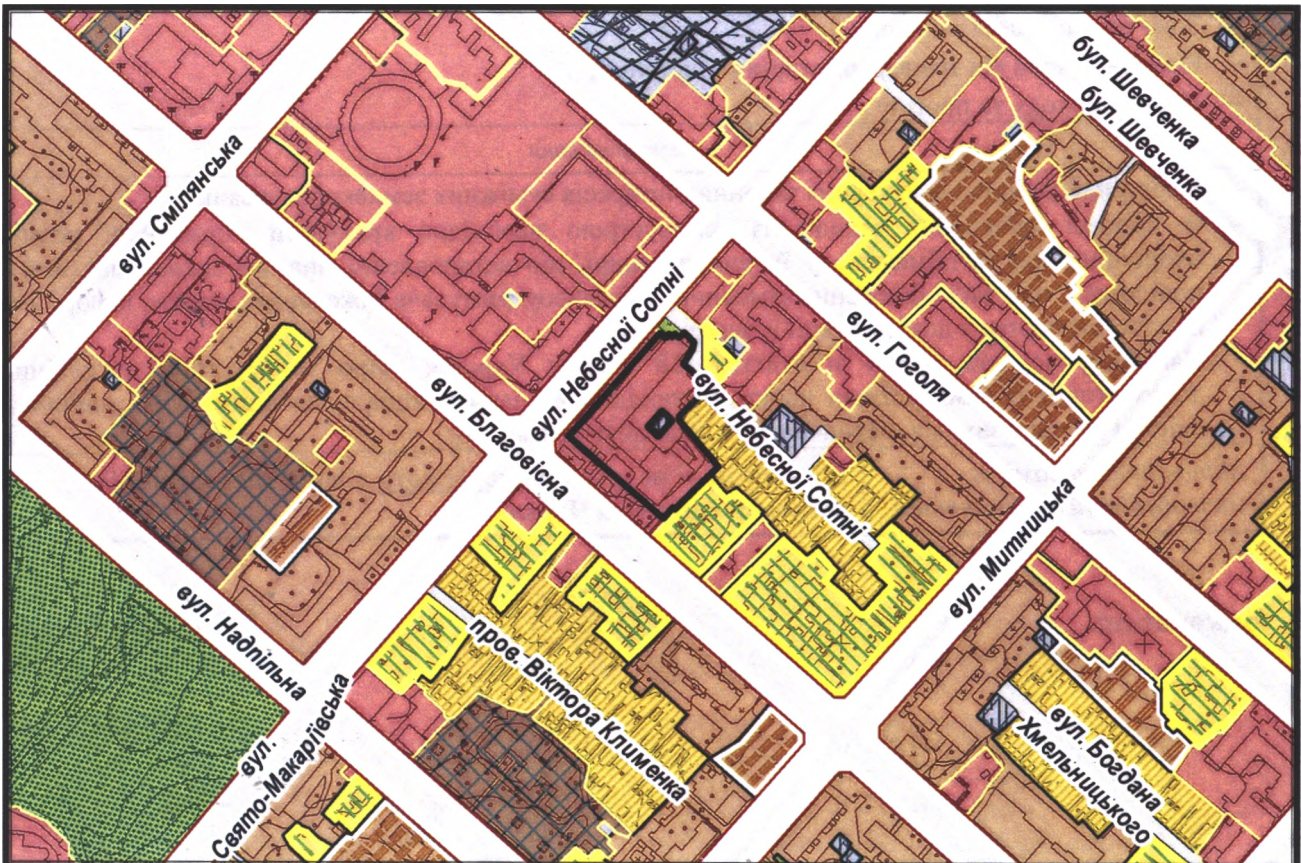 бул. Шевченка
бул. Шевченка
вул. Смілянська
вул. Небесної Сотні
вул. Гоголя
вул. Благовісна
вул. Небесної Сотні
вул. Митницька
вул. Надпільна
пров. Віктора Клименка
вул. Богдана
Хмельницького
вул.
Свято-Макаріївська